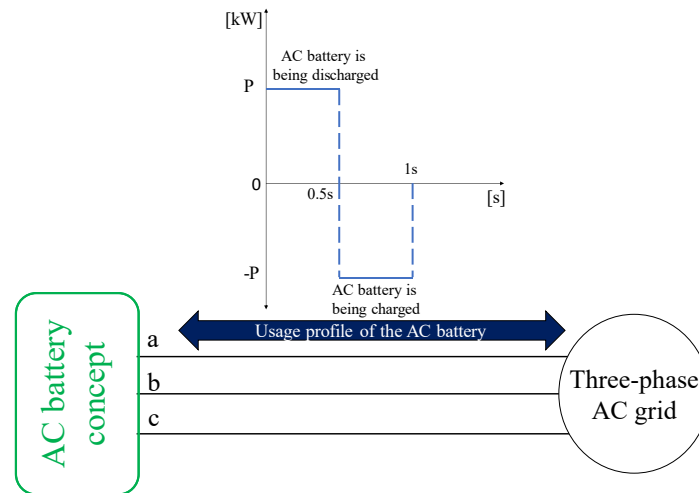 [kW]
AC battery is
being discharged
P
1s
0
0.5s
[s]
-P
AC battery is
being charged
Usage profile of the AC battery
a
b
c
AC battery
concept
Three-phase
AC grid